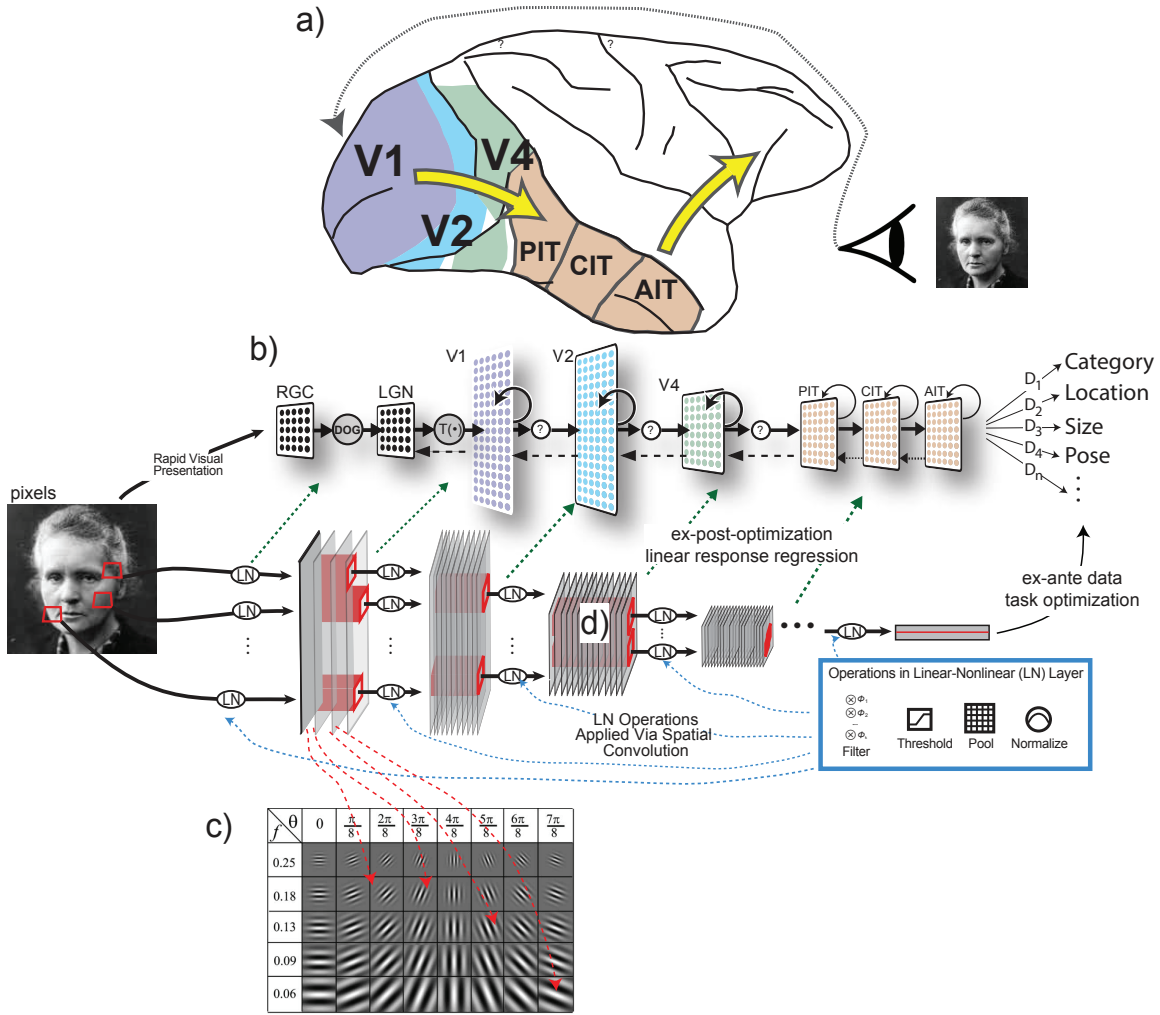 a)
?
?
V1
V4
V2
PIT
CIT
AIT
b)
V1
V2
V4
RGC
LGN
PIT
CIT
AIT
DOG
T(•)
?
?
?
D1
D2
D3
D4
Dn
Category
Location
Size
Pose
⋮
Rapid Visual
Presentation
pixels
ex-post-optimization
linear response regression
ex-ante data
task optimization
LN
LN
LN
LN
LN
LN
LN
LN
LN
LN
LN
d)
LN Operations
Applied Via Spatial
Convolution
Operations in Linear-Nonlinear (LN) Layer
⊗ Φ1
⊗ Φ2
...
⊗
Filter
Threshold
Pool
Normalize
c)
f θ 0 π/8 2π/8 3π/8 4π/8 5π/8 6π/8 7π/8
0.25
0.18
0.13
0.09
0.06